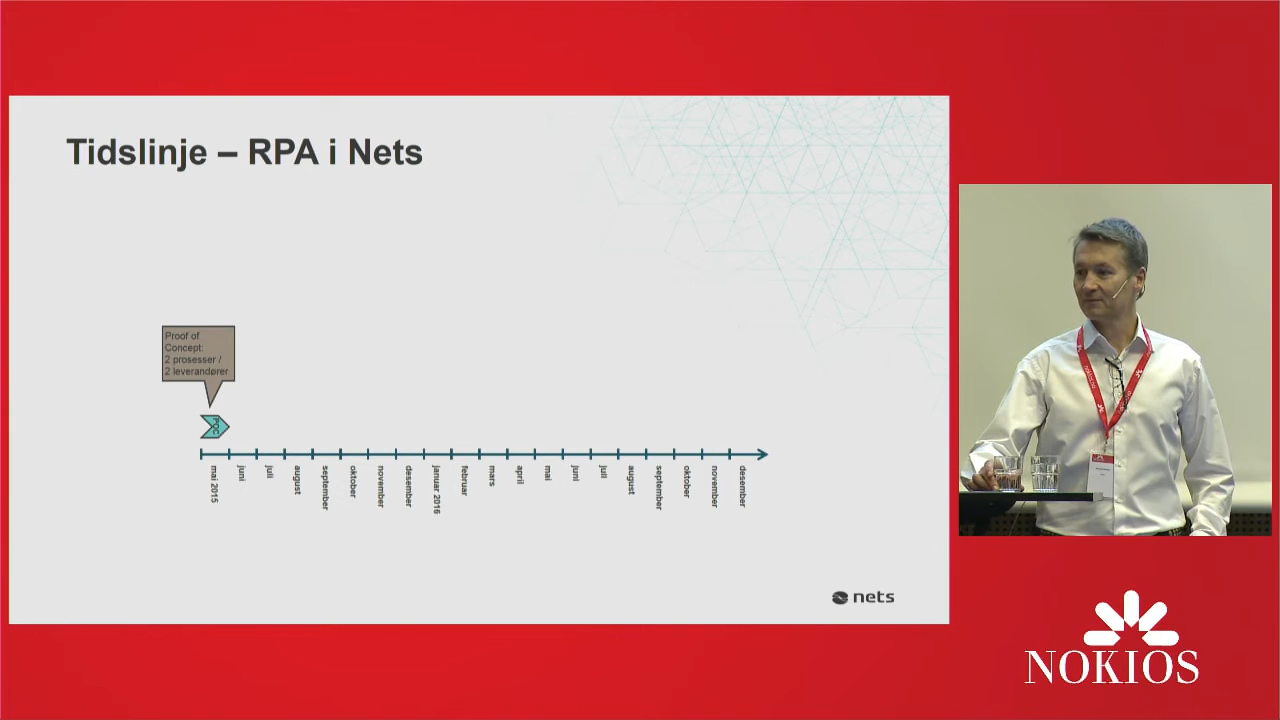 Tidslinje – RPA i Nets
Proof of
Concept:
2 prosesser /
2 leverandører
POC
mai 2015
juni
juli
august
september
oktober
november
desember
januar 2016
februar
mars
april
mai
juni
juli
august
september
oktober
november
desember
nets
NOKIOS